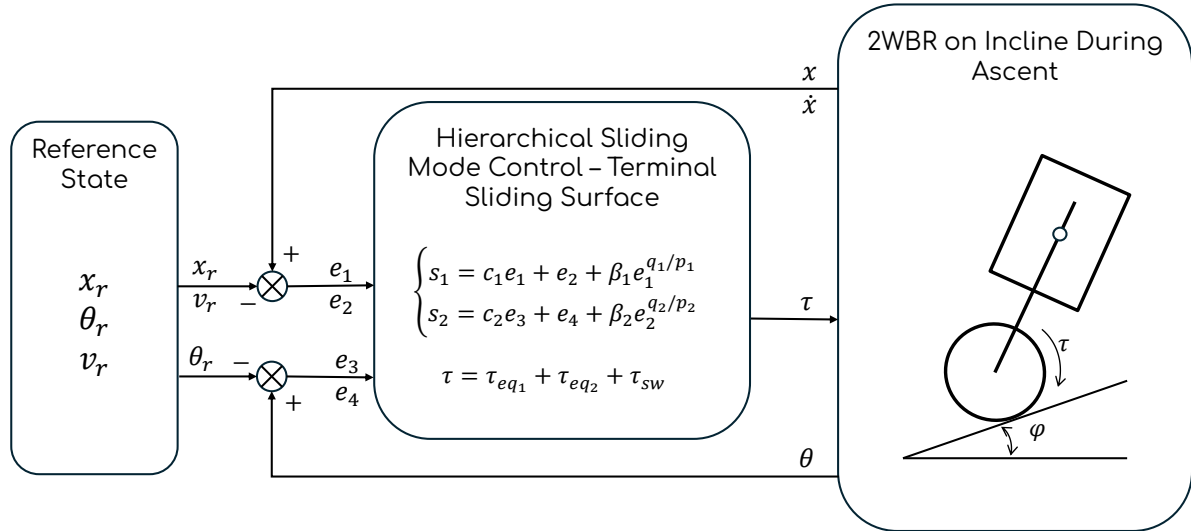 Reference
State
x_r
θ_r
v_r
x_r
v_r
θ_r
−
+
−
+
e_1
e_2
e_3
e_4
Hierarchical Sliding
Mode Control – Terminal
Sliding Surface
{ s_1 = c_1e_1 + e_2 + β_1e_1^{q_1/p_1}
s_2 = c_2e_3 + e_4 + β_2e_2^{q_2/p_2}
τ = τ_{eq_1} + τ_{eq_2} + τ_{sw}
τ
x
ẋ
θ
2WBR on Incline During
Ascent
τ
φ